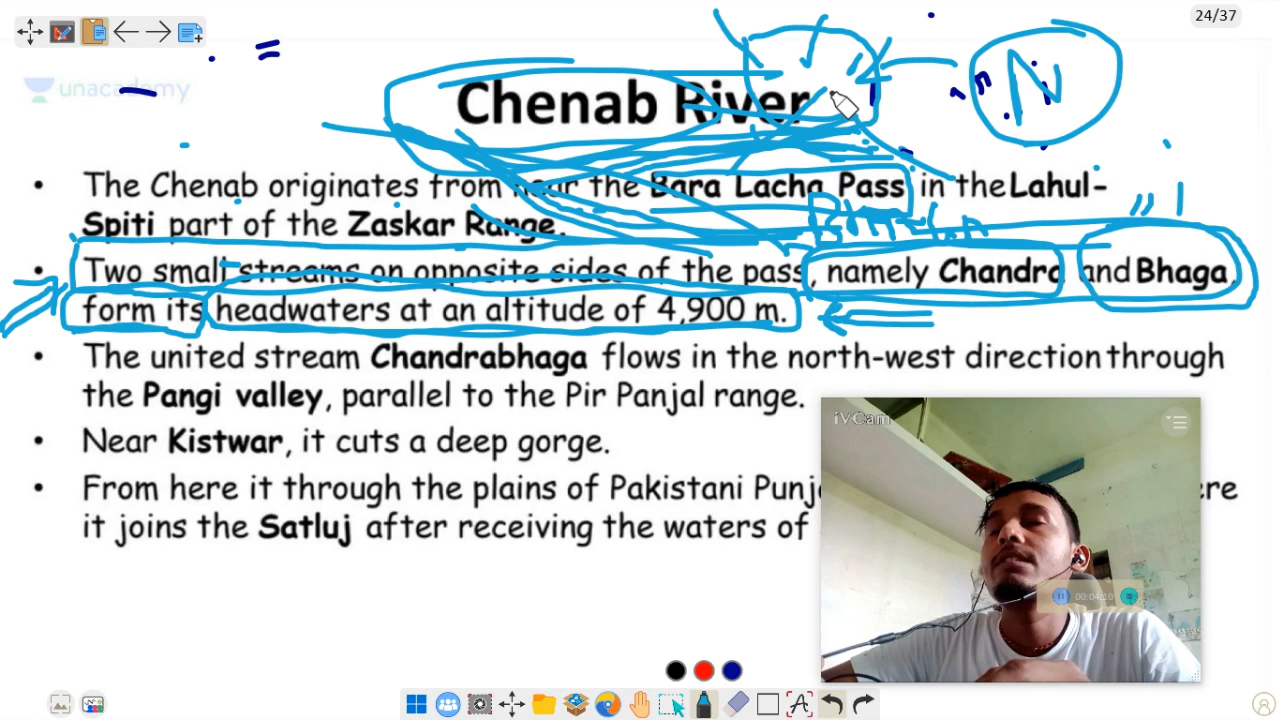 24/37
unacademy
Chenab River
N
• The Chenab originates from near the Bara Lacha Pass in the Lahul-
Spiti part of the Zaskar Range.
• Two small streams on opposite sides of the pass, namely Chandra and Bhaga,
form its headwaters at an altitude of 4,900 m.
• The united stream Chandrabhaga flows in the north-west direction through
the Pangi valley, parallel to the Pir Panjal range.
• Near Kistwar, it cuts a deep gorge.
• From here it through the plains of Pakistani
it joins the Satluj after receiving the waters of
iVCam
00:04:10